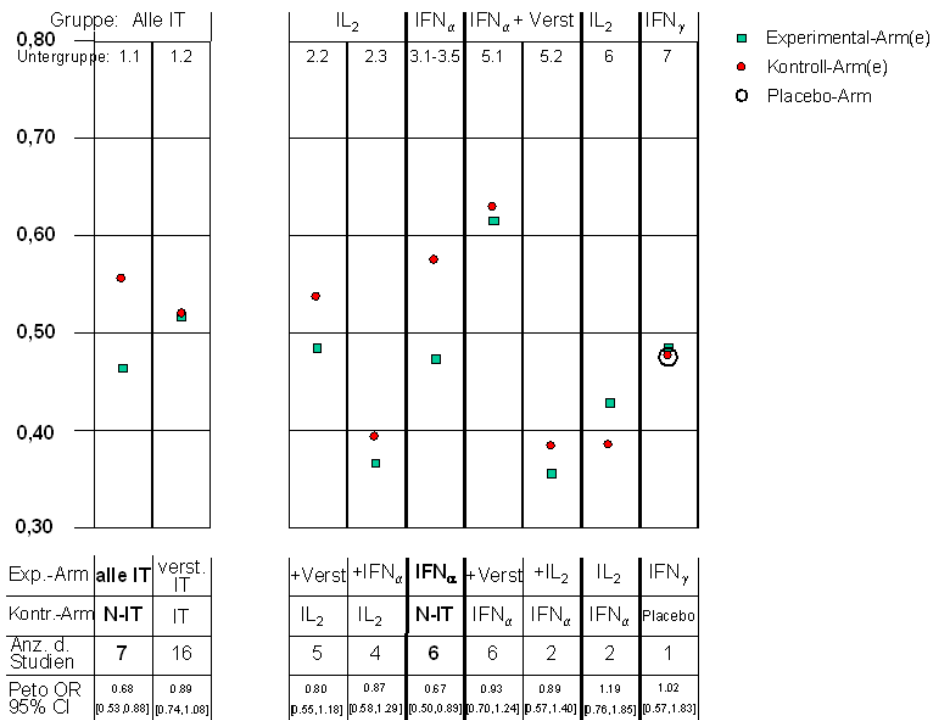 Gruppe: Alle IT IL2 IFNα IFNα + Verst IL2 IFNγ
0,80
Untergruppe: 1.1 1.2 2.2 2.3 3.1-3.5 5.1 5.2 6 7
Experimental-Arm(e)
Kontroll-Arm(e)
Placebo-Arm
0,70
0,60
0,50
0,40
0,30
Exp.-Arm alle IT verst. IT +Verst +IFNα IFNα +Verst +IL2 IL2 IFNγ
Kontr.-Arm N-IT IT IL2 IL2 N-IT IFNα IFNα IFNα Placebo
Anz. d. Studien 7 16 5 4 6 6 2 2 1
Peto OR 0.68 0.89 0.80 0.87 0.67 0.93 0.89 1.19 1.02
95% CI [0.53,0.88] [0.74,1.08] [0.55,1.18] [0.58,1.29] [0.50,0.89] [0.70,1.24] [0.57,1.40] [0.76,1.85] [0.57,1.83]